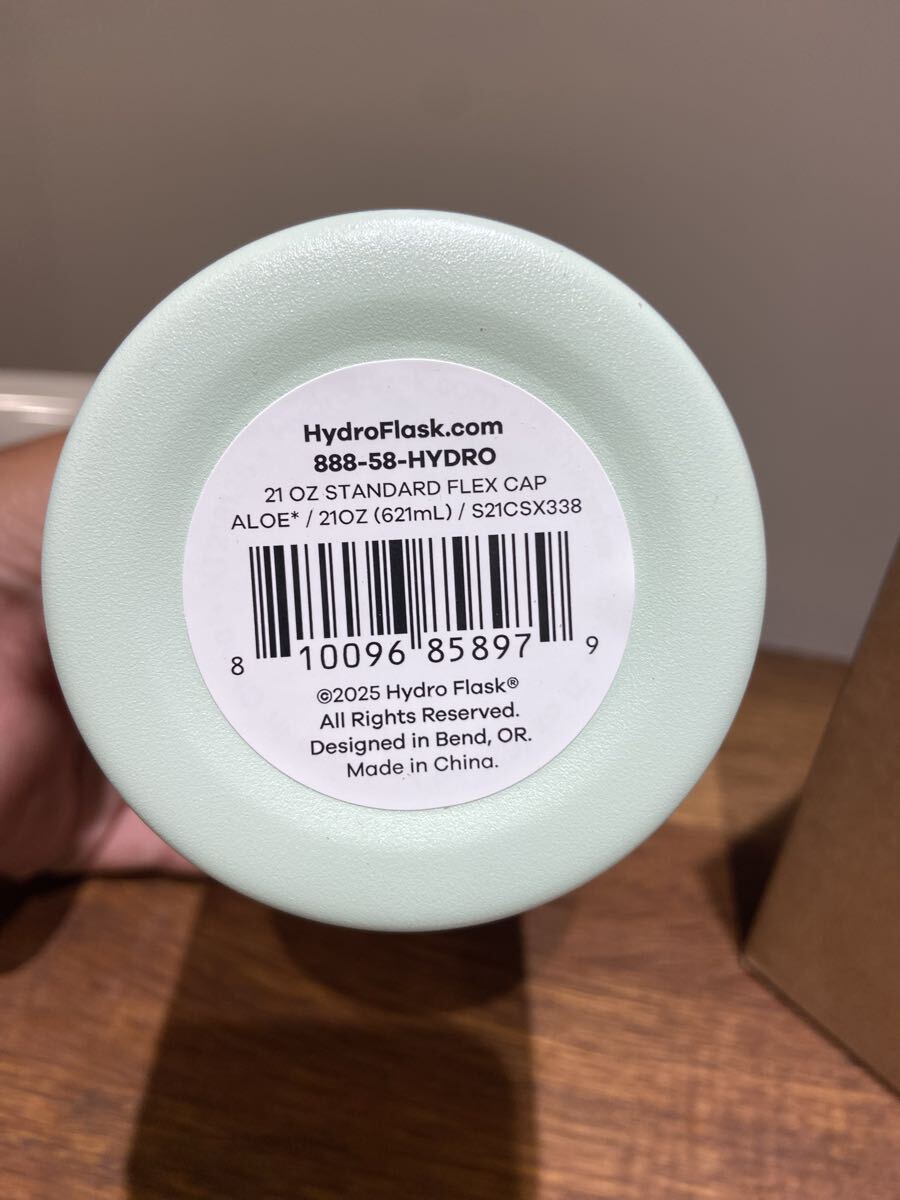 HydroFlask.com
888-58-HYDRO
21 OZ STANDARD FLEX CAP
ALOE* / 21OZ (621mL) / S21CSX338
8 10096 85897 9
©2025 Hydro Flask®
All Rights Reserved.
Designed in Bend, OR.
Made in China.